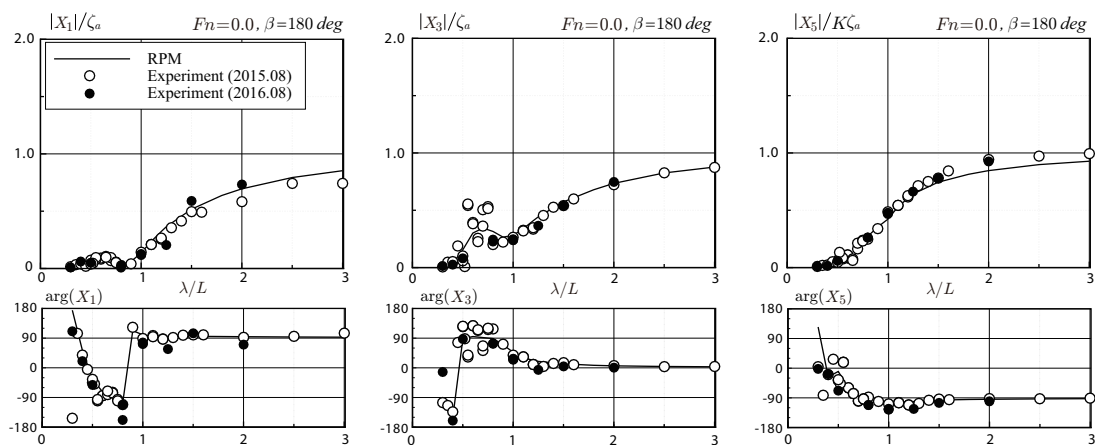 |X₁|/ζₐ Fn=0.0, β=180 deg
2.0
RPM
Experiment (2015.08)
Experiment (2016.08)
1.0
0
0 1 2 3
λ/L
arg(X₁)
180
90
0
-90
-180
0 1 2 3
|X₃|/ζₐ Fn=0.0, β=180 deg
2.0
1.0
0
0 1 2 3
λ/L
arg(X₃)
180
90
0
-90
-180
0 1 2 3
|X₅|/Kζₐ Fn=0.0, β=180 deg
2.0
1.0
0
0 1 2 3
λ/L
arg(X₅)
180
90
0
-90
-180
0 1 2 3